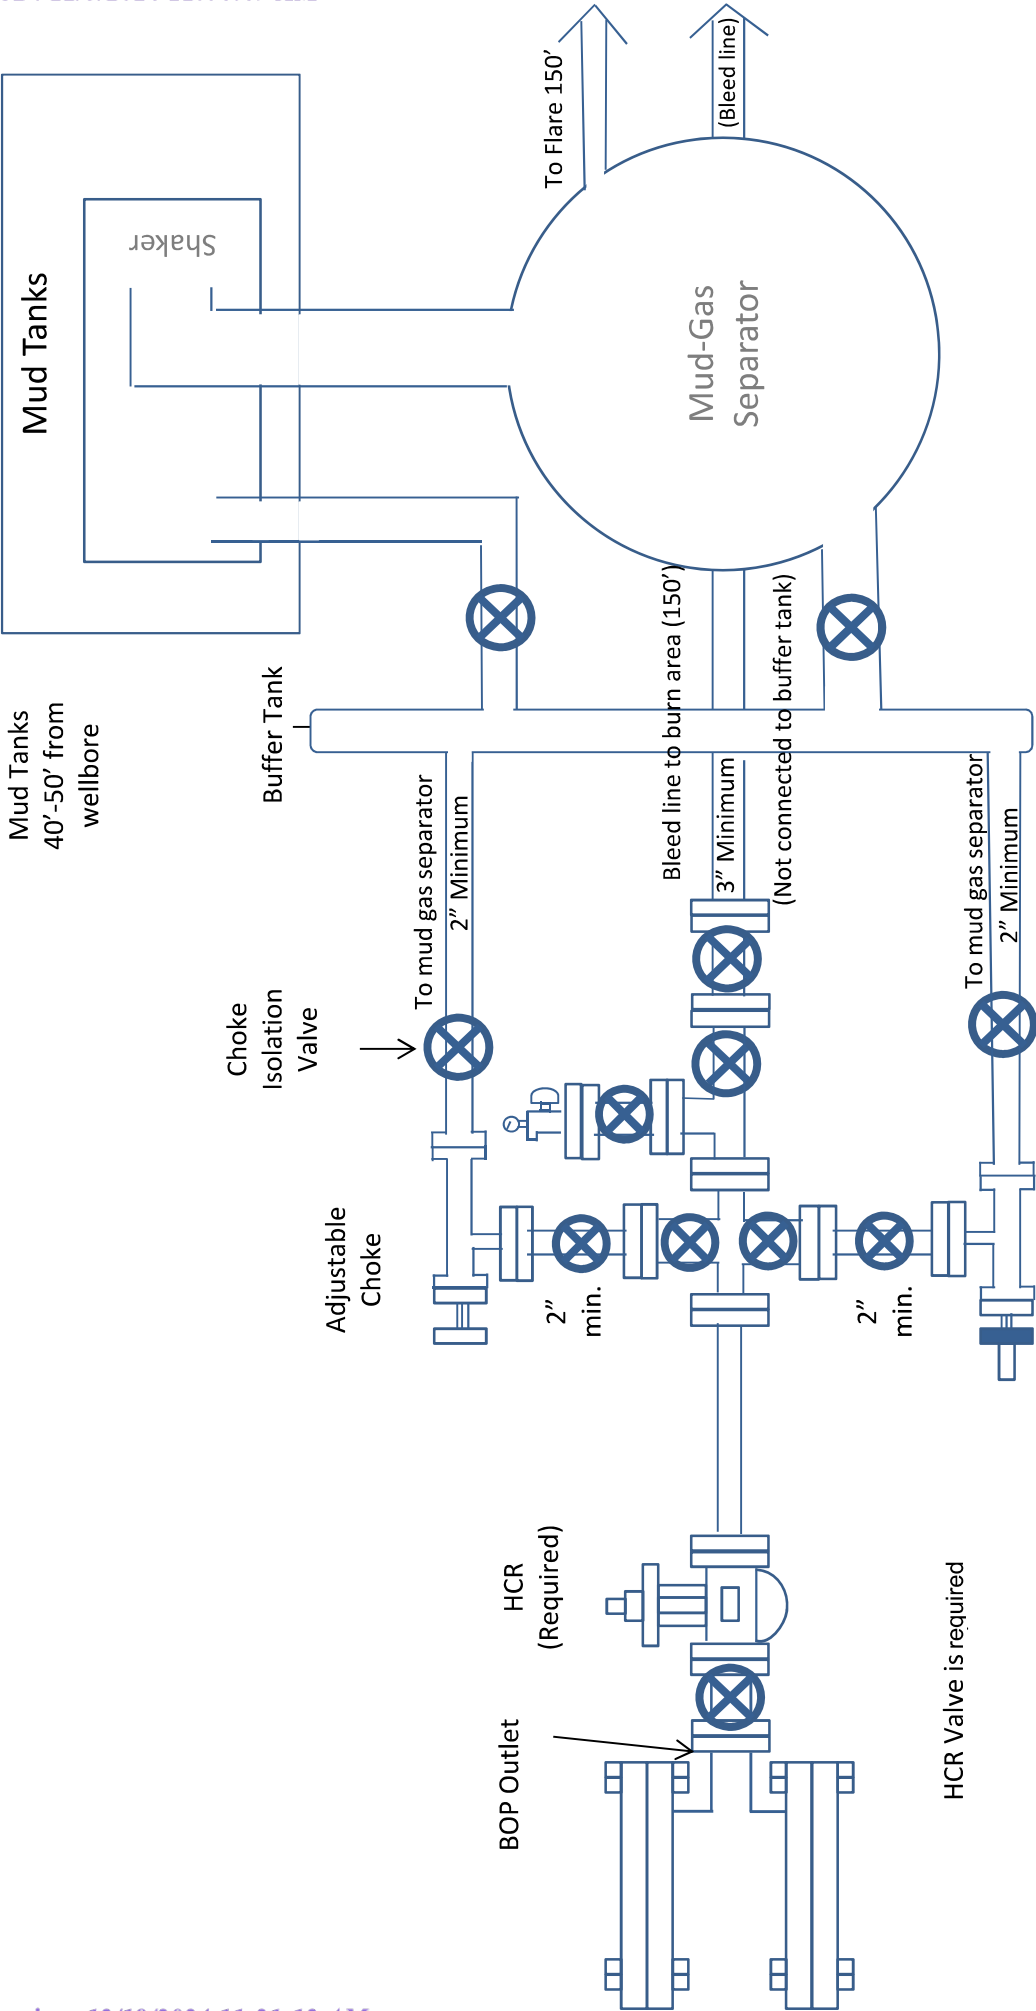 Mud Tanks
Shaker
To Flare 150’
(Bleed line)
Mud-Gas
Separator
Mud Tanks
40’-50’ from
wellbore
Buffer Tank
Bleed line to burn area (150’)
3” Minimum
(Not connected to buffer tank)
To mud gas separator
2” Minimum
To mud gas separator
2” Minimum
Choke
Isolation
Valve
Adjustable
Choke
2”
min.
2”
min.
HCR
(Required)
BOP Outlet
HCR Valve is required